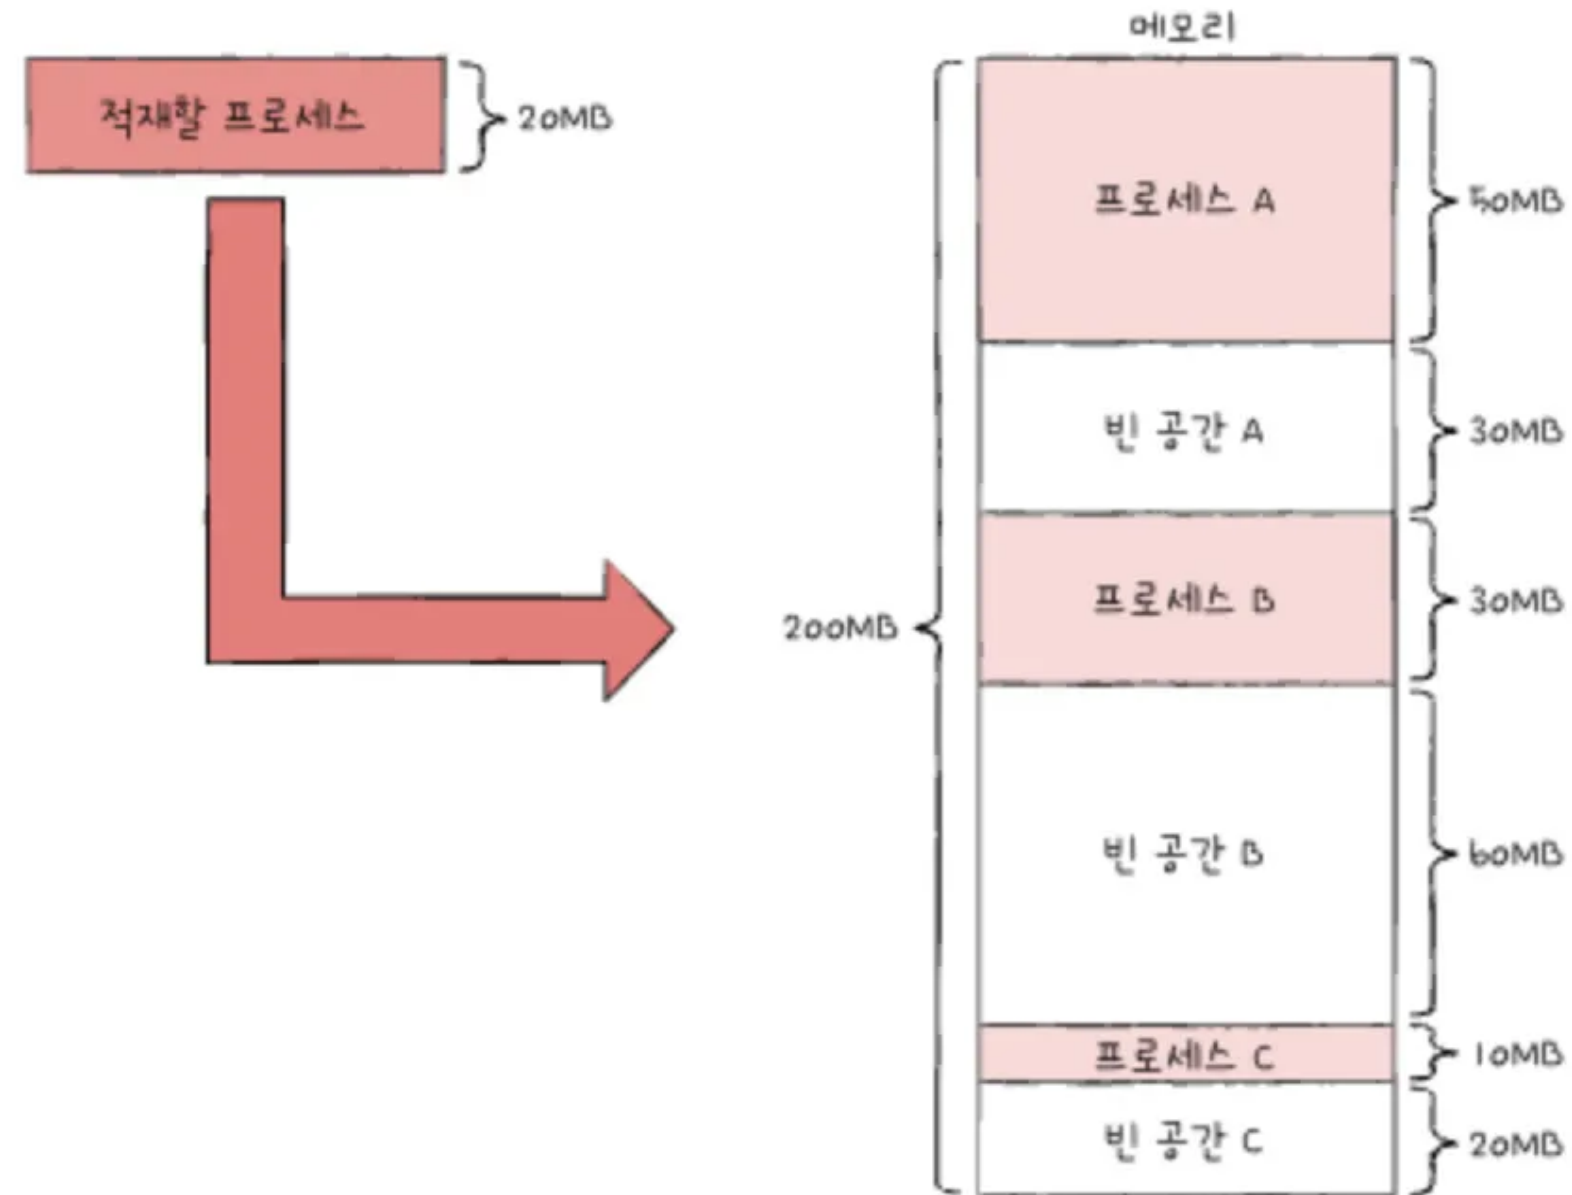 메모리
적재할 프로세스
20MB
프로세스 A
50MB
빈 공간 A
30MB
프로세스 B
30MB
200MB
빈 공간 B
60MB
프로세스 C
10MB
빈 공간 C
20MB